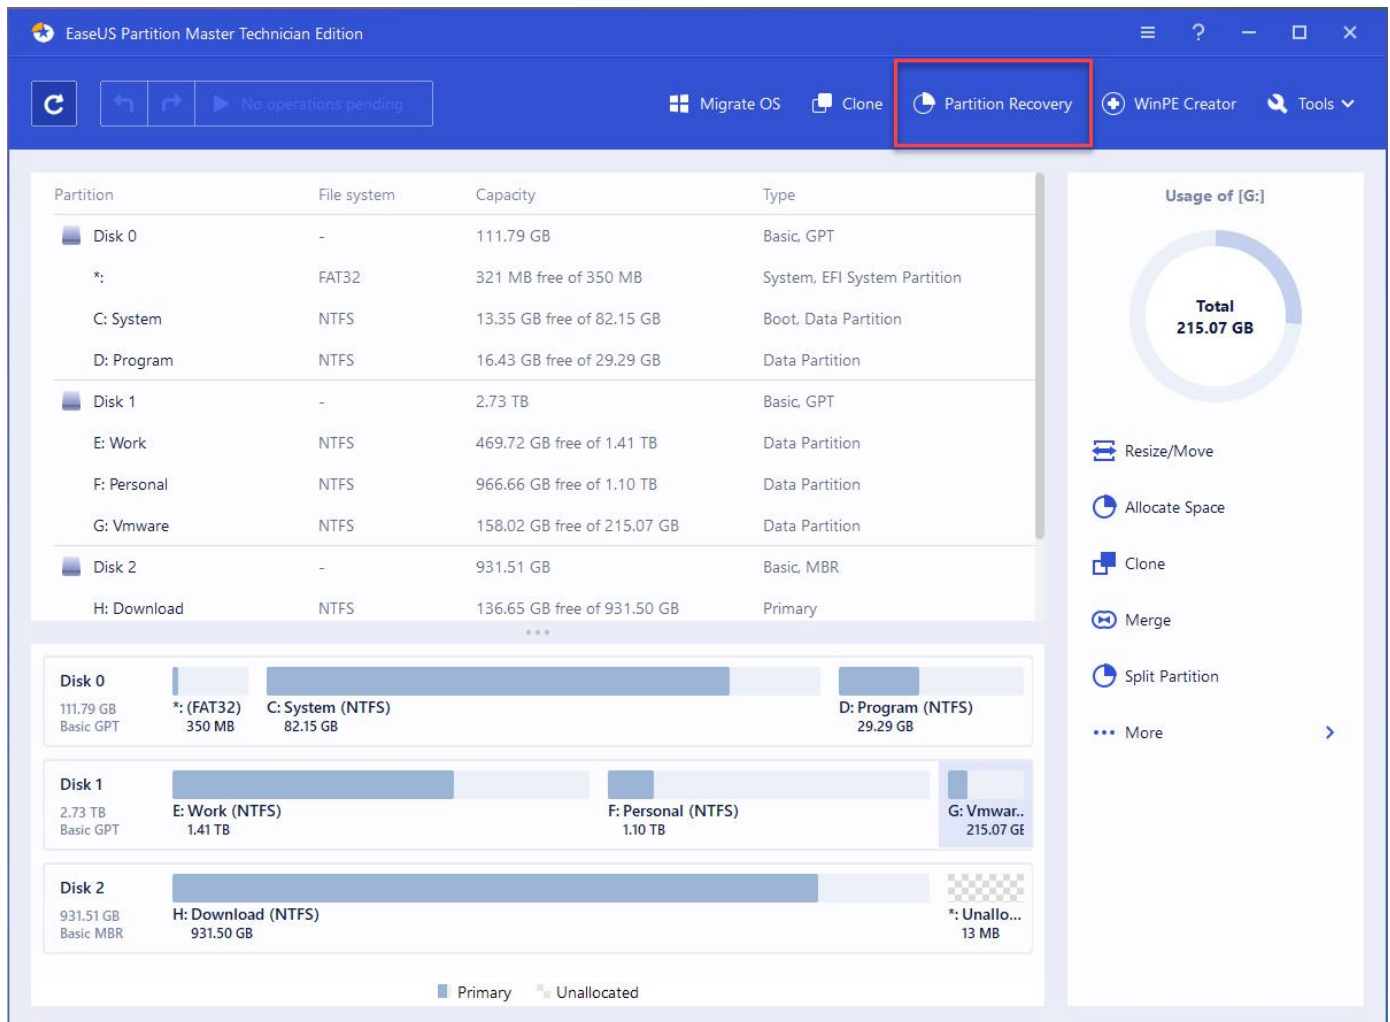 EaseUS Partition Master Technician Edition
No operations pending
Migrate OS Clone Partition Recovery WinPE Creator Tools
Partition File system Capacity Type
Disk 0 - 111.79 GB Basic, GPT
*: FAT32 321 MB free of 350 MB System, EFI System Partition
C: System NTFS 13.35 GB free of 82.15 GB Boot, Data Partition
D: Program NTFS 16.43 GB free of 29.29 GB Data Partition
Disk 1 - 2.73 TB Basic, GPT
E: Work NTFS 469.72 GB free of 1.41 TB Data Partition
F: Personal NTFS 966.66 GB free of 1.10 TB Data Partition
G: Vmware NTFS 158.02 GB free of 215.07 GB Data Partition
Disk 2 - 931.51 GB Basic, MBR
H: Download NTFS 136.65 GB free of 931.50 GB Primary
Disk 0
111.79 GB
Basic GPT
*: (FAT32)
350 MB
C: System (NTFS)
82.15 GB
D: Program (NTFS)
29.29 GB
Disk 1
2.73 TB
Basic GPT
E: Work (NTFS)
1.41 TB
F: Personal (NTFS)
1.10 TB
G: Vmwar..
215.07 GB
Disk 2
931.51 GB
Basic MBR
H: Download (NTFS)
931.50 GB
*: Unallo...
13 MB
Primary Unallocated
Usage of [G:]
Total
215.07 GB
Resize/Move
Allocate Space
Clone
Merge
Split Partition
More